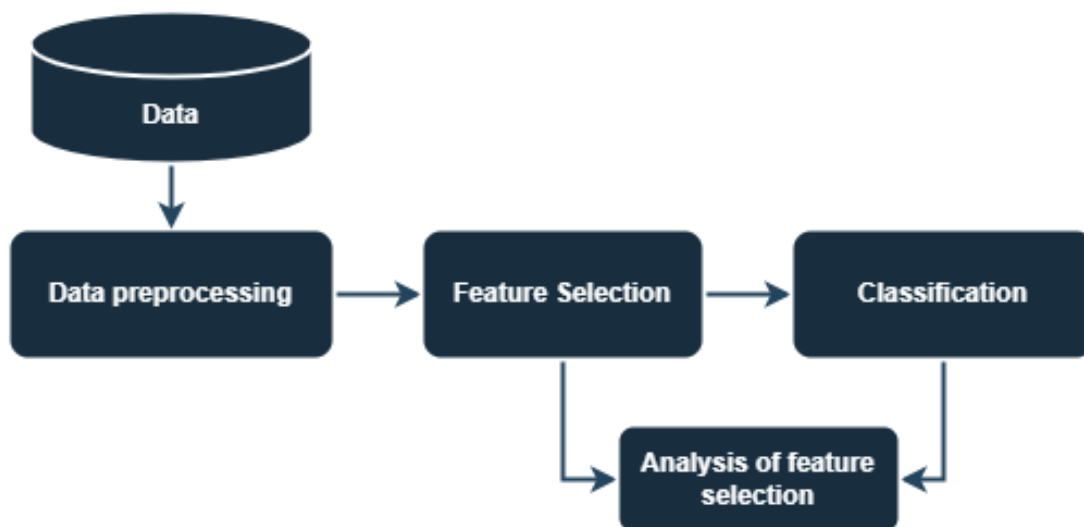 Data
Data preprocessing
Feature Selection
Classification
Analysis of feature
selection